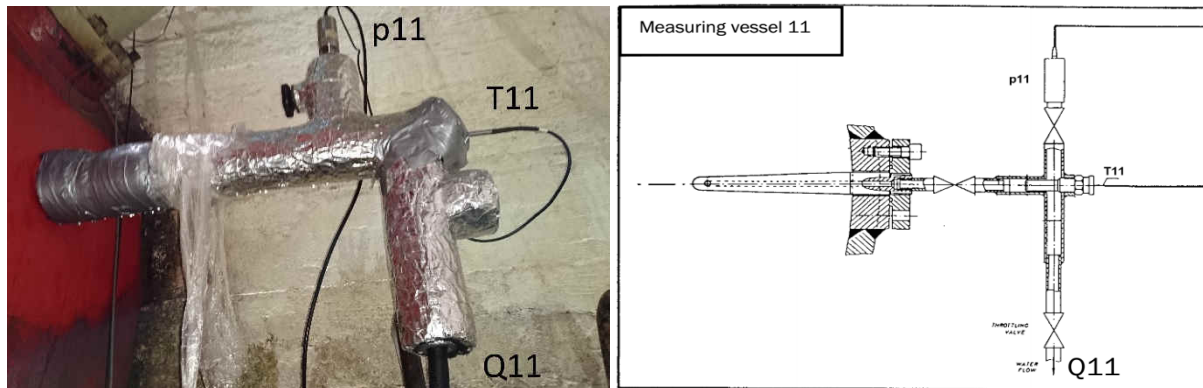 p11
T11
Q11
Measuring vessel 11
p11
T11
THROTTLING
VALVE
WATER
FLOW
Q11